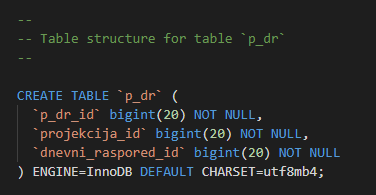 --
-- Table structure for table `p_dr`
--
CREATE TABLE `p_dr` (
`p_dr_id` bigint(20) NOT NULL,
`projekcija_id` bigint(20) NOT NULL,
`dnevni_raspored_id` bigint(20) NOT NULL
) ENGINE=InnoDB DEFAULT CHARSET=utf8mb4;